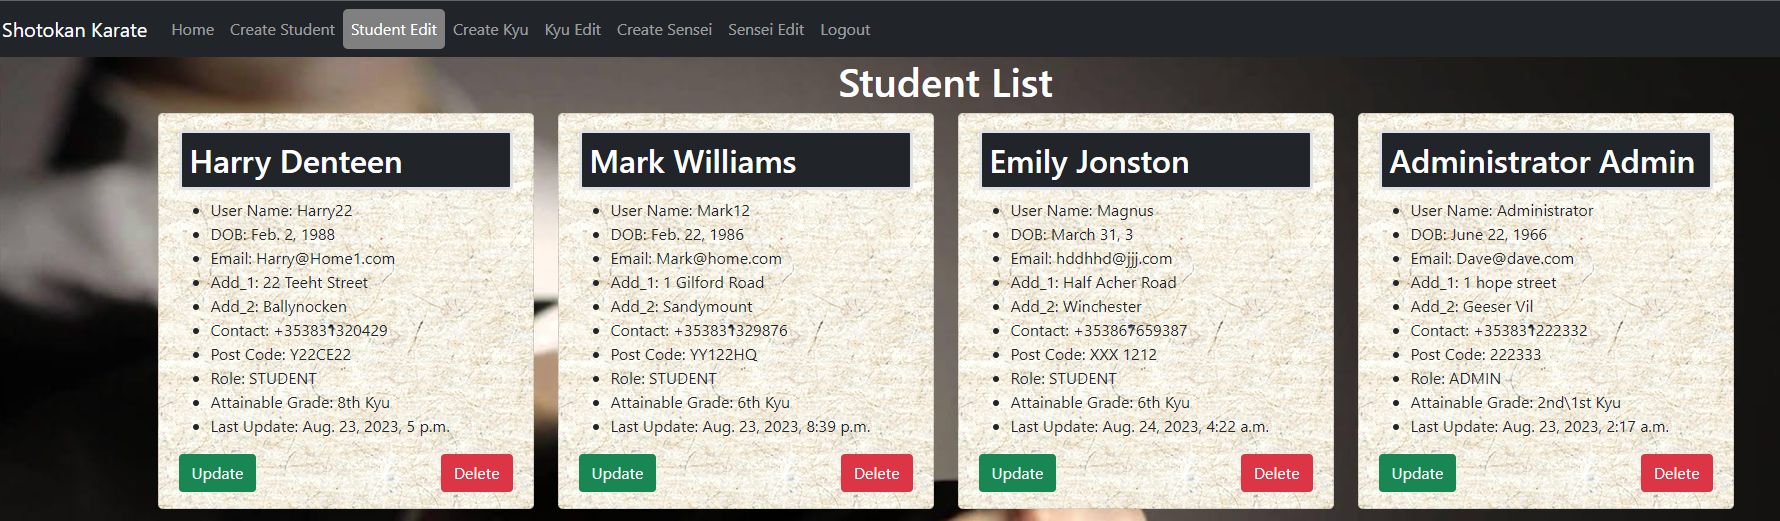 Shotokan Karate Home Create Student Student Edit Create Kyu Kyu Edit Create Sensei Sensei Edit Logout
Student List
Harry Denteen
User Name: Harry22
DOB: Feb. 2, 1988
Email: Harry@Home1.com
Add_1: 22 Teeht Street
Add_2: Ballynocken
Contact: +353831320429
Post Code: Y22CE22
Role: STUDENT
Attainable Grade: 8th Kyu
Last Update: Aug. 23, 2023, 5 p.m.
Update Delete
Mark Williams
User Name: Mark12
DOB: Feb. 22, 1986
Email: Mark@home.com
Add_1: 1 Gilford Road
Add_2: Sandymount
Contact: +353831329876
Post Code: YY122HQ
Role: STUDENT
Attainable Grade: 6th Kyu
Last Update: Aug. 23, 2023, 8:39 p.m.
Update Delete
Emily Jonston
User Name: Magnus
DOB: March 31, 3
Email: hddhhd@jjj.com
Add_1: Half Acher Road
Add_2: Winchester
Contact: +353867659387
Post Code: XXX 1212
Role: STUDENT
Attainable Grade: 6th Kyu
Last Update: Aug. 24, 2023, 4:22 a.m.
Update Delete
Administrator Admin
User Name: Administrator
DOB: June 22, 1966
Email: Dave@dave.com
Add_1: 1 hope street
Add_2: Geeser Vil
Contact: +353831222332
Post Code: 222333
Role: ADMIN
Attainable Grade: 2nd\1st Kyu
Last Update: Aug. 23, 2023, 2:17 a.m.
Update Delete